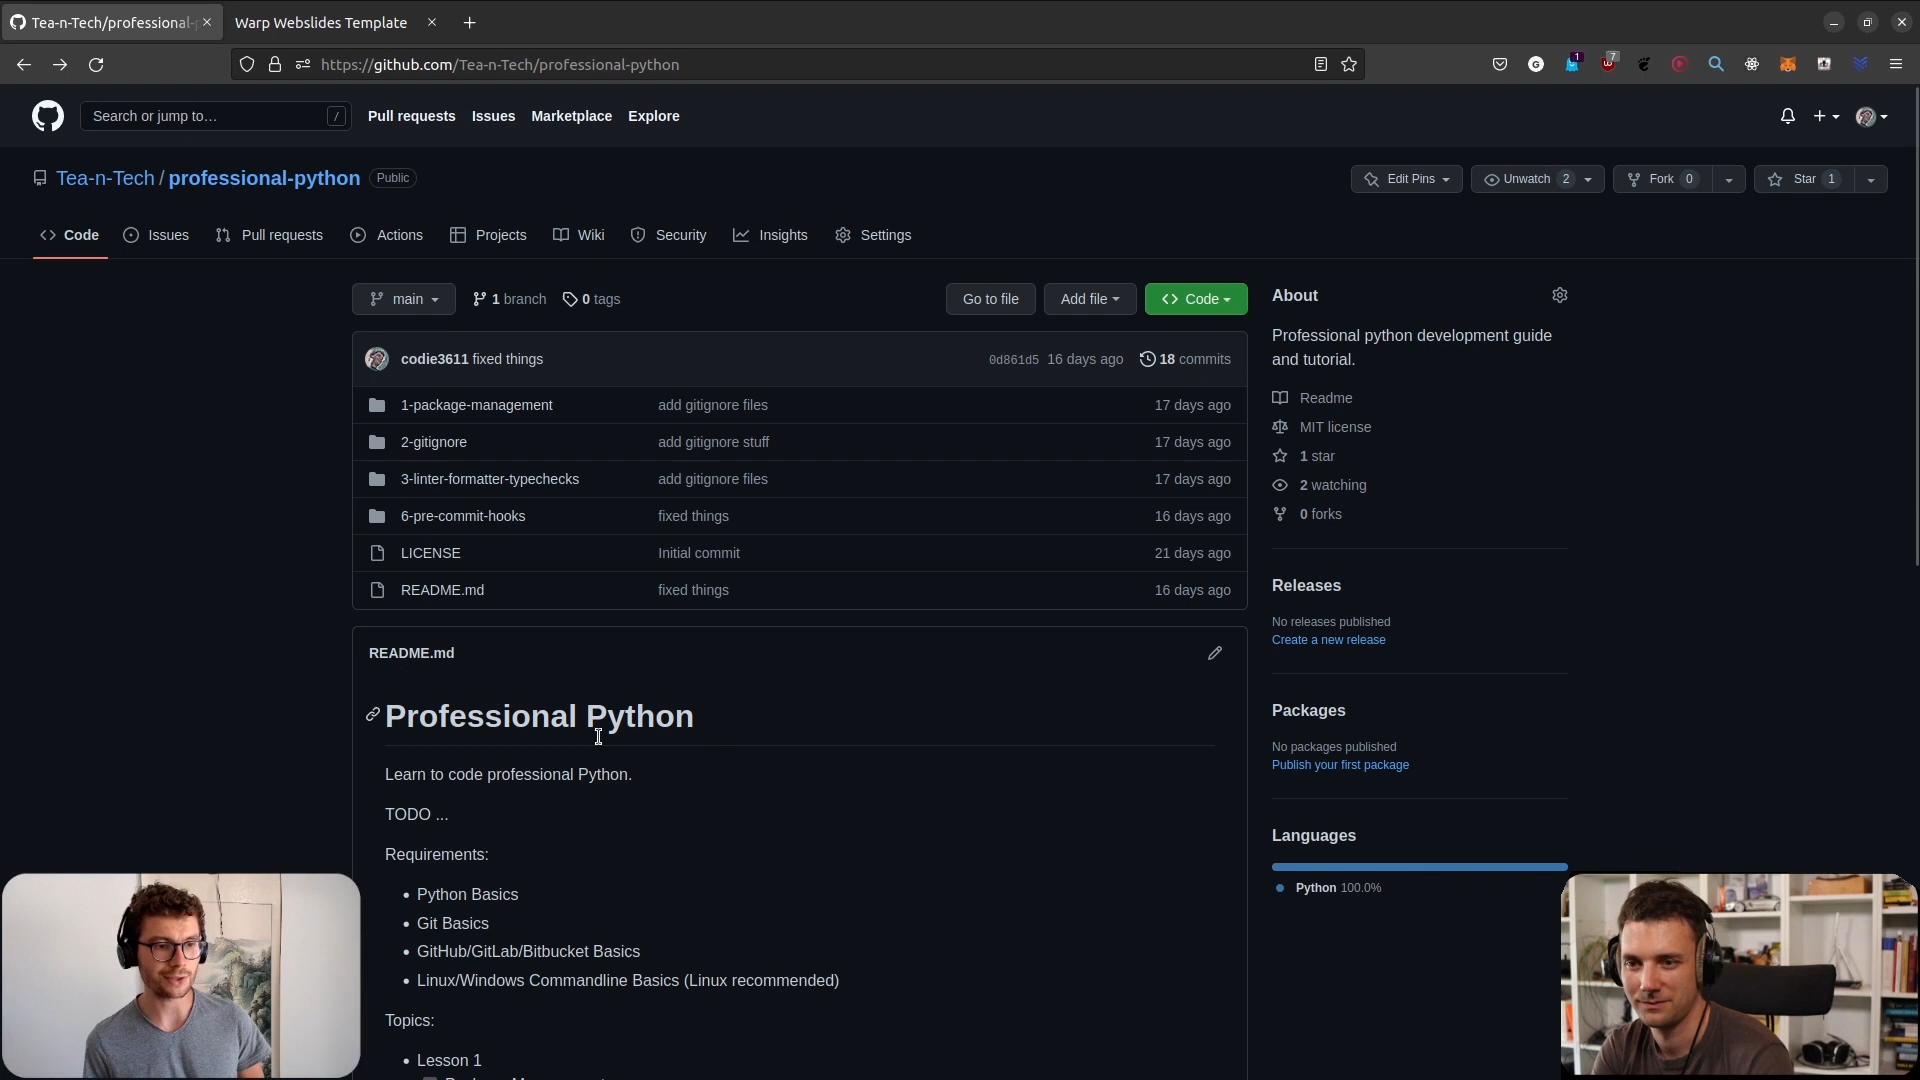 Tea-n-Tech/professional-
Warp Webslides Template
https://github.com/Tea-n-Tech/professional-python
1
7
Search or jump to…
/
Pull requests
Issues
Marketplace
Explore
Tea-n-Tech / professional-python
Public
Edit Pins
Unwatch 2
Fork 0
Star 1
Code
Issues
Pull requests
Actions
Projects
Wiki
Security
Insights
Settings
main
1 branch
0 tags
Go to file
Add file
Code
codie3611 fixed things
0d861d5 16 days ago
18 commits
1-package-management
add gitignore files
17 days ago
2-gitignore
add gitignore stuff
17 days ago
3-linter-formatter-typechecks
add gitignore files
17 days ago
6-pre-commit-hooks
fixed things
16 days ago
LICENSE
Initial commit
21 days ago
README.md
fixed things
16 days ago
README.md
Professional Python
Learn to code professional Python.
TODO ...
Requirements:
Python Basics
Git Basics
GitHub/GitLab/Bitbucket Basics
Linux/Windows Commandline Basics (Linux recommended)
Topics:
Lesson 1
About
Professional python development guide
and tutorial.
Readme
MIT license
1 star
2 watching
0 forks
Releases
No releases published
Create a new release
Packages
No packages published
Publish your first package
Languages
Python 100.0%